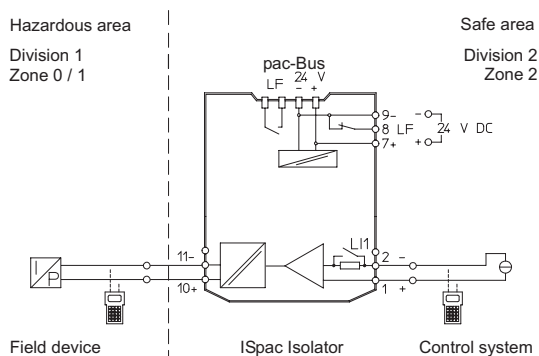 Hazardous area
Safe area
Division 1
Zone 0 / 1
Division 2
Zone 2
pac-Bus
LF 24 V
- +
9- -
8 LF 24 V DC
7+ +
LI1
I
P
11-
10+
2 -
1 +
Field device
ISpac Isolator
Control system